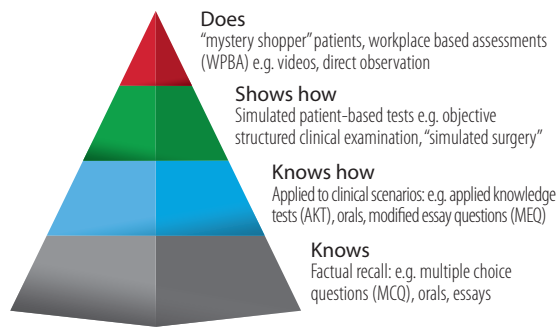 Does
“mystery shopper” patients, workplace based assessments
(WPBA) e.g. videos, direct observation
Shows how
Simulated patient-based tests e.g. objective
structured clinical examination, “simulated surgery”
Knows how
Applied to clinical scenarios: e.g. applied knowledge
tests (AKT), orals, modified essay questions (MEQ)
Knows
Factual recall: e.g. multiple choice
questions (MCQ), orals, essays